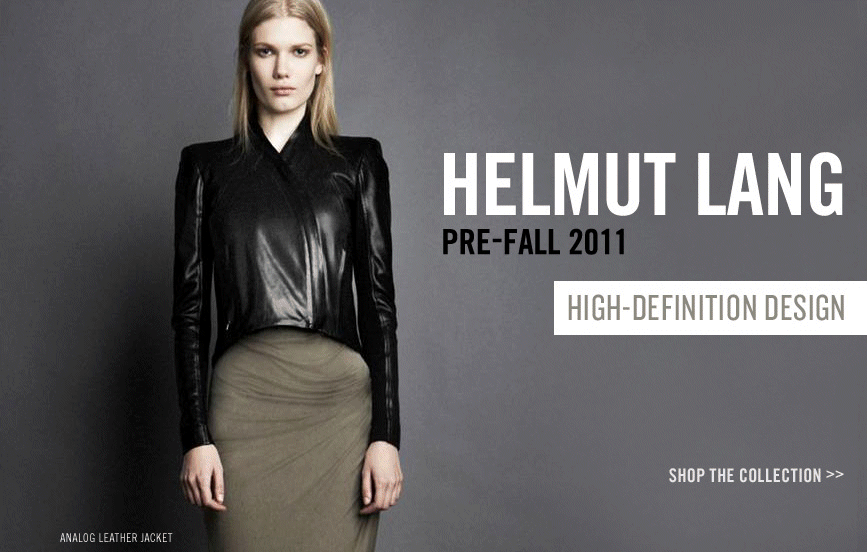 HELMUT LANG
PRE-FALL 2011
HIGH-DEFINITION DESIGN
SHOP THE COLLECTION >>
ANALOG LEATHER JACKET